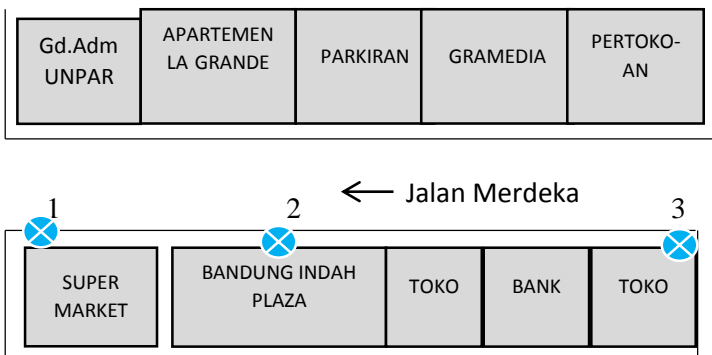 Gd.Adm
UNPAR
APARTEMEN
LA GRANDE
PARKIRAN
GRAMEDIA
PERTOKO-
AN
Jalan Merdeka
1
2
3
SUPER
MARKET
BANDUNG INDAH
PLAZA
TOKO
BANK
TOKO